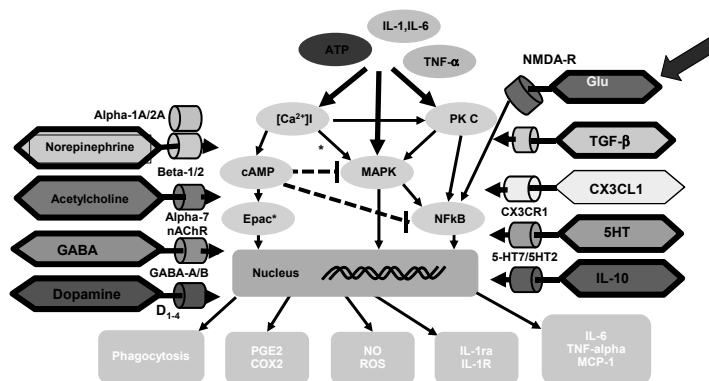 IL-1,IL-6
ATP
TNF-α
NMDA-R
Glu
Alpha-1A/2A
[Ca²⁺]I
PK C
TGF-β
Norepinephrine
*
Beta-1/2
cAMP
MAPK
CX3CL1
Acetylcholine
Alpha-7
nAChR
Epac*
NFkB
CX3CR1
5HT
GABA
GABA-A/B
Nucleus
5-HT7/5HT2
IL-10
Dopamine
D₁₋₄
Phagocytosis
PGE2
COX2
NO
ROS
IL-1ra
IL-1R
IL-6
TNF-alpha
MCP-1